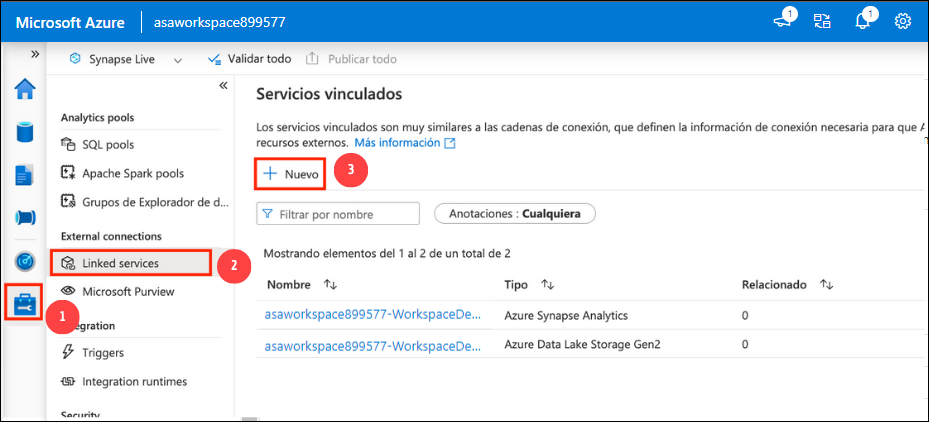 Microsoft Azure
asaworkspace899577
1
1
»
Synapse Live
Validar todo
Publicar todo
«
Analytics pools
SQL pools
Apache Spark pools
Grupos de Explorador de d...
External connections
Linked services
2
Microsoft Purview
1
Integration
Triggers
Integration runtimes
Security
Servicios vinculados
Los servicios vinculados son muy similares a las cadenas de conexión, que definen la información de conexión necesaria para que A
recursos externos. Más información
Nuevo
3
Filtrar por nombre
Anotaciones : Cualquiera
Mostrando elementos del 1 al 2 de un total de 2
Nombre Tipo Relacionado
asaworkspace899577-WorkspaceDe... Azure Synapse Analytics 0
asaworkspace899577-WorkspaceDe... Azure Data Lake Storage Gen2 0